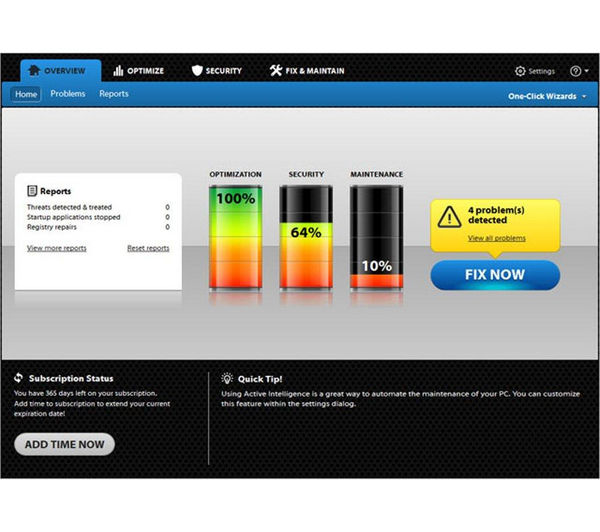 OVERVIEW
OPTIMIZE
SECURITY
FIX & MAINTAIN
Settings
?
Home
Problems
Reports
One-Click Wizards
Reports
Threats detected & treated 0
Startup applications stopped 0
Registry repairs 0
View more reports
Reset reports
OPTIMIZATION
100%
SECURITY
64%
MAINTENANCE
10%
4 problem(s)
detected
View all problems
FIX NOW
Subscription Status
You have 365 days left on your subscription.
Add time to subscription to extend your current
expiration date!
ADD TIME NOW
Quick Tip!
Using Active Intelligence is a great way to automate the maintenance of your PC. You can customize
this feature within the settings dialog.